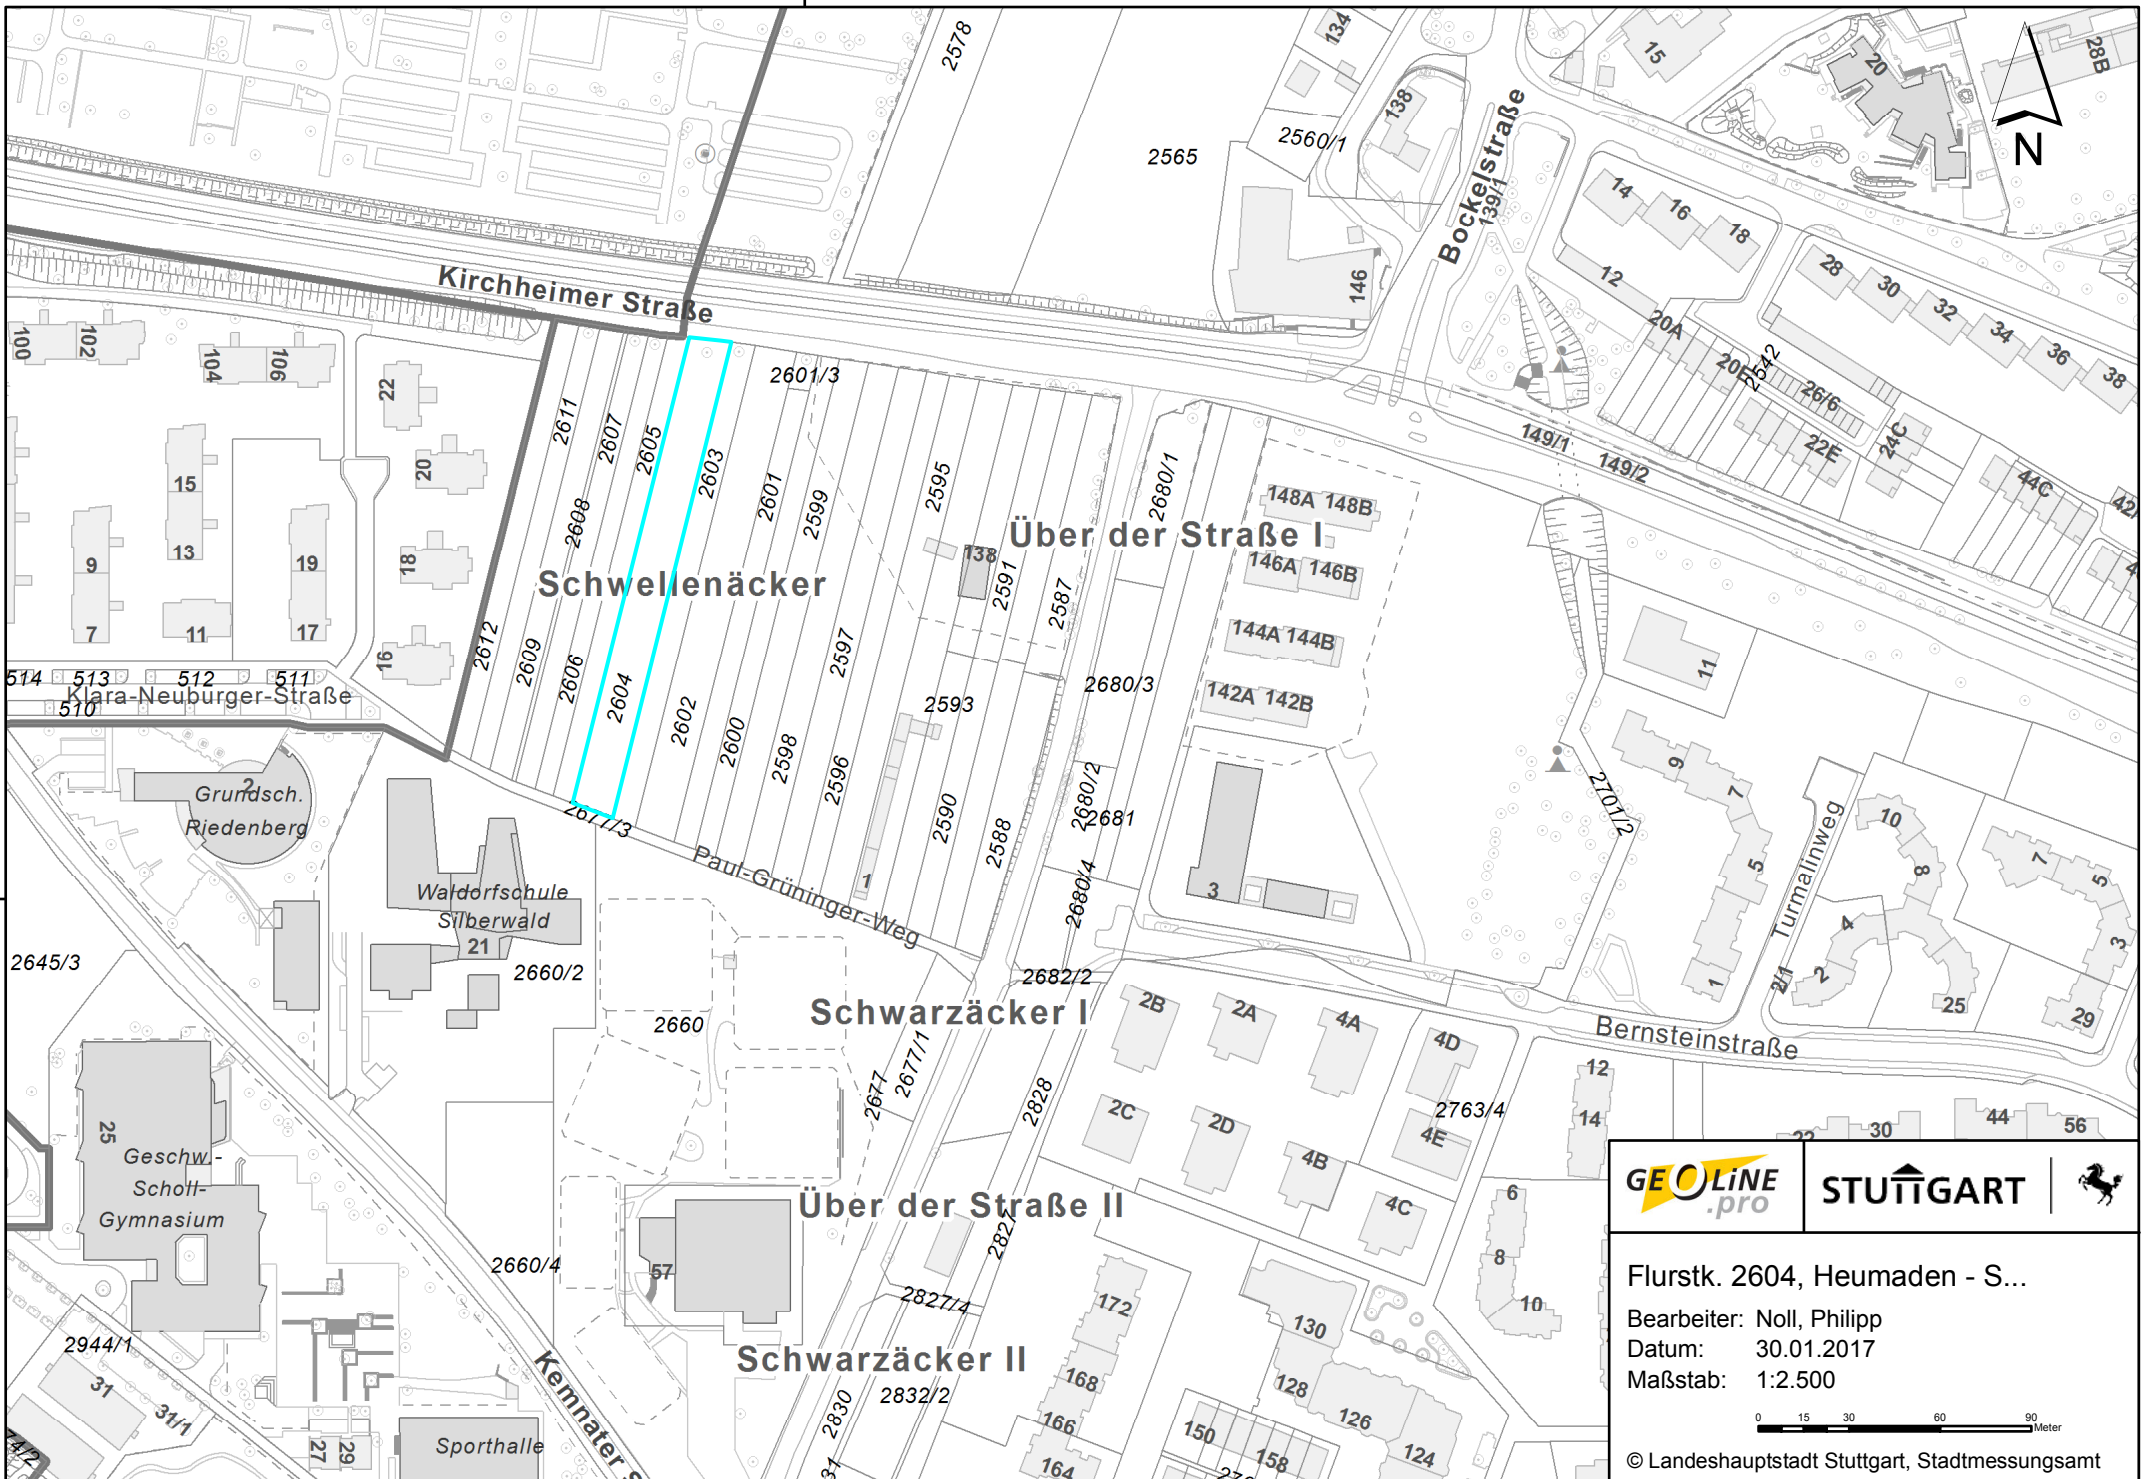 2578
134
15
20
28B
N
138
2560/1
2565
Bockelstraße
139/1
14
16
18
12
146
28
30
32
34
36
38
Kirchheimer Straße
100
102
104
106
22
20
18
16
2601/3
20A
20E
2542
26/6
22E
24C
44C
149/1
149/2
2611
2607
2605
2603
2608
2601
2599
2595
2680/1
148A 148B
146A 146B
144A 144B
142A 142B
Über der Straße I
138
2591
2587
Schwellenäcker
15
13
9
7
11
19
17
2612
2609
2606
2604
2602
2600
2598
2597
2596
2593
2590
2588
2680/3
2680/2
2681
2680/4
11
514
513
512
511
Klara-Neuburger-Straße
510
2
Grundsch.
Riedenberg
2677/3
Paul-Grüninger-Weg
1
3
2701/2
9
7
5
1
Turmalinweg
10
8
4
2
2/1
25
7
5
3
29
Waldorfschule
Silberwald
21
2645/3
2660/2
2660
2682/2
Schwarzäcker I
2B
2A
4A
4D
Bernsteinstraße
2677
2677/1
2828
2C
2D
4B
4E
4C
2763/4
12
14
22
30
44
56
25
Geschw.-
Scholl-
Gymnasium
Über der Straße II
2827
6
8
10
57
2660/4
2827/4
172
168
166
164
130
128
126
124
Schwarzäcker II
2832/2
2830
150
158
2944/1
31
31/1
27
29
Sporthalle
Kemnater S
GEOLINE
.pro
STUTTGART
Flurstk. 2604, Heumaden - S...
Bearbeiter: Noll, Philipp
Datum: 30.01.2017
Maßstab: 1:2.500
0 15 30 60 90
Meter
© Landeshauptstadt Stuttgart, Stadtmessungsamt